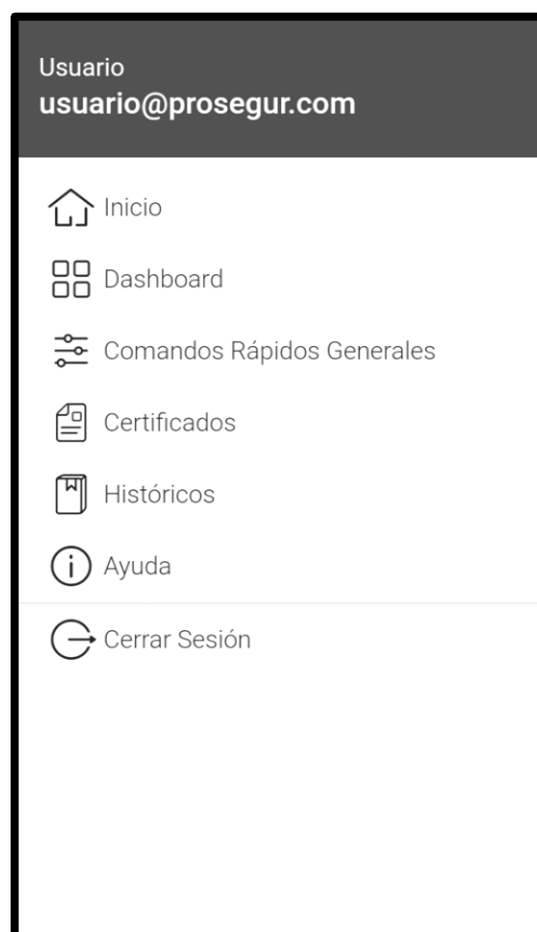 Usuario
usuario@prosegur.com
Inicio
Dashboard
Comandos Rápidos Generales
Certificados
Históricos
Ayuda
Cerrar Sesión